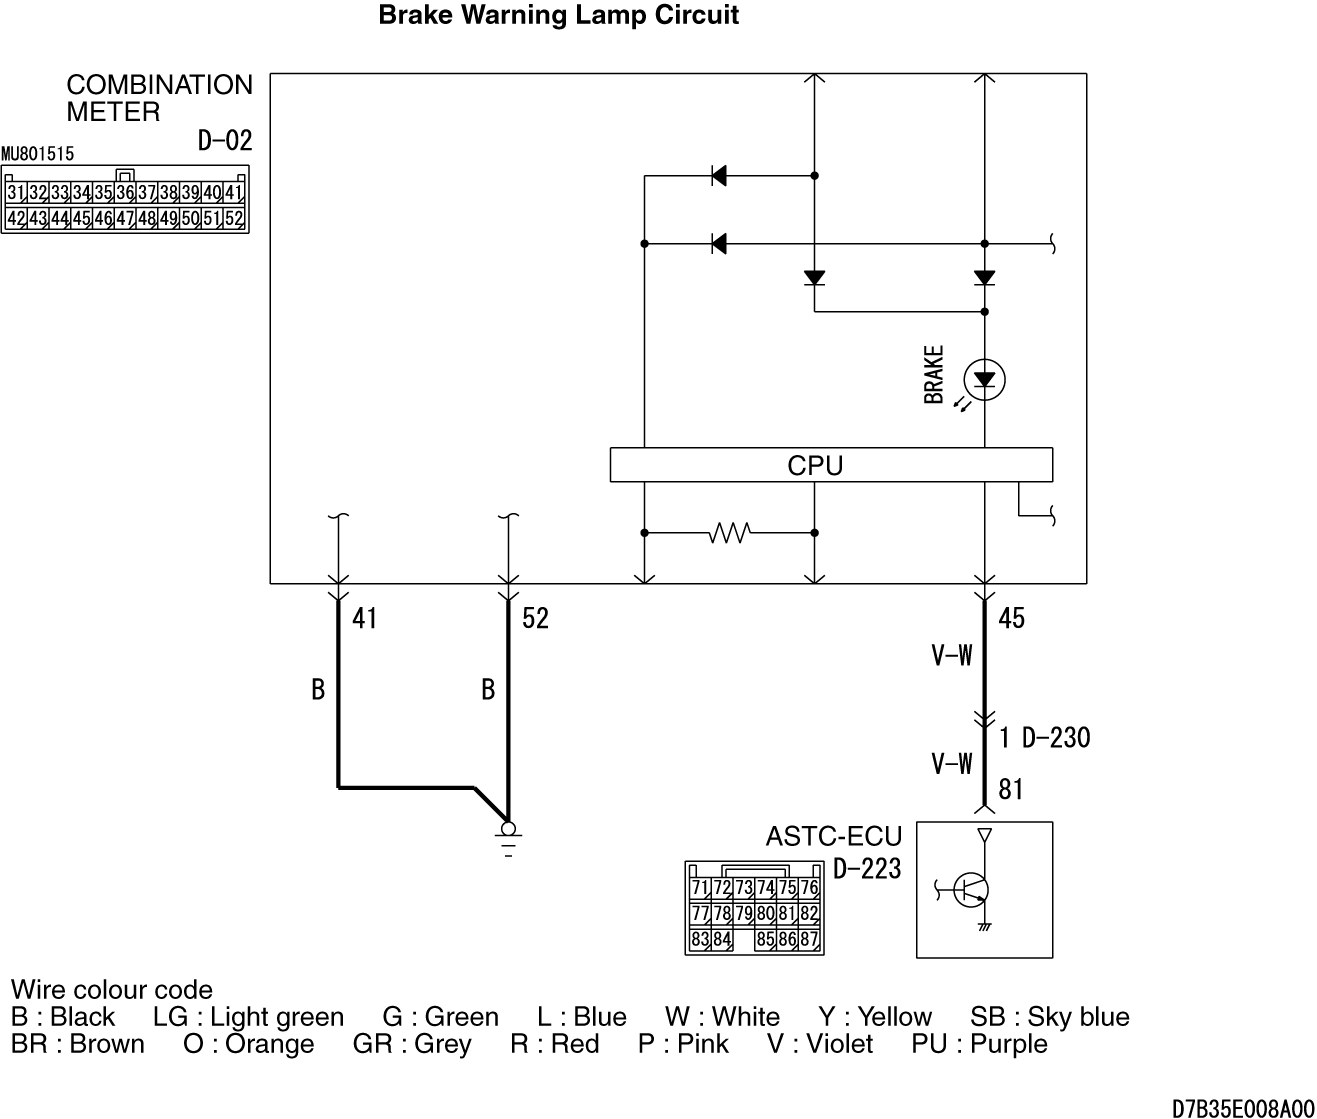 Brake Warning Lamp Circuit
COMBINATION
METER
D-02
MU801515
31 32 33 34 35 36 37 38 39 40 41
42 43 44 45 46 47 48 49 50 51 52
BRAKE
CPU
41
52
45
V-W
B
B
1 D-230
V-W
81
ASTC-ECU
D-223
71 72 73 74 75 76
77 78 79 80 81 82
83 84 85 86 87
Wire colour code
B : Black LG : Light green G : Green L : Blue W : White Y : Yellow SB : Sky blue
BR : Brown O : Orange GR : Grey R : Red P : Pink V : Violet PU : Purple
D7B35E008A00